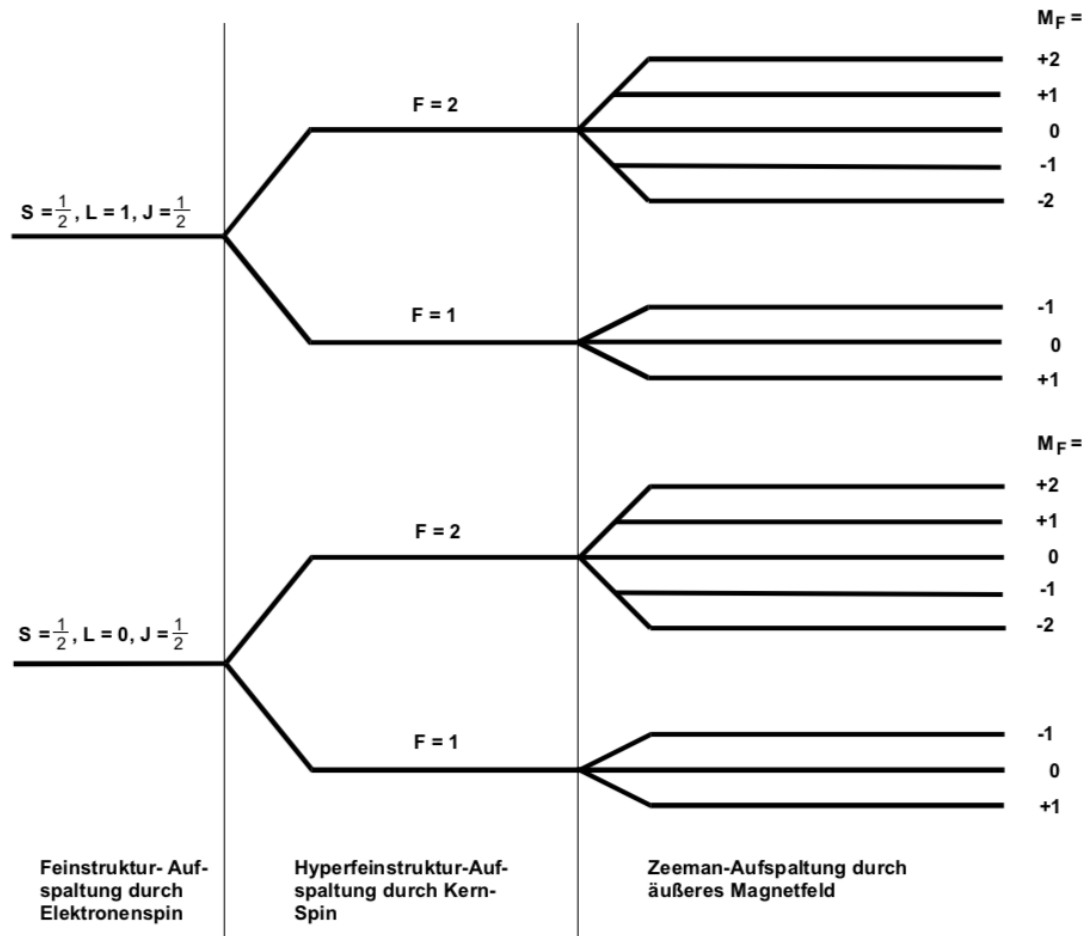 M_F =
+2
F = 2
+1
0
-1
S = 1/2 , L = 1, J = 1/2
-2
F = 1
-1
0
+1
M_F =
+2
F = 2
+1
0
-1
S = 1/2 , L = 0, J = 1/2
-2
F = 1
-1
0
+1
Feinstruktur- Auf-
spaltung durch
Elektronenspin
Hyperfeinstruktur-Auf-
spaltung durch Kern-
Spin
Zeeman-Aufspaltung durch
äußeres Magnetfeld